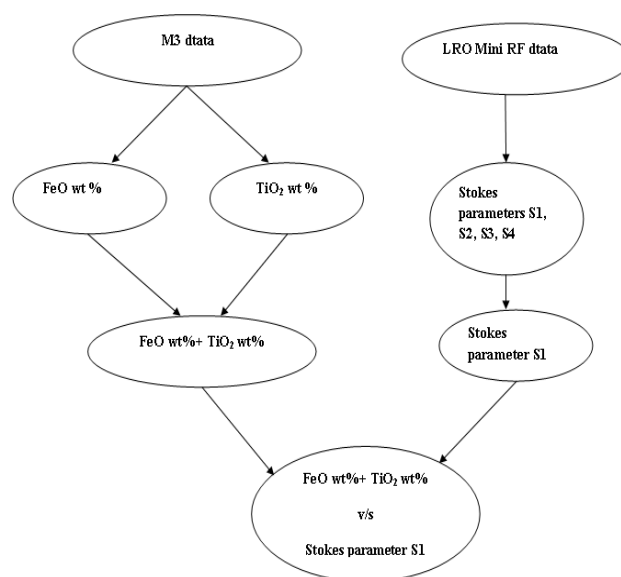 M3 dtata
LRO Mini RF dtata
FeO wt %
TiO₂ wt %
Stokes
parameters S1,
S2, S3, S4
FeO wt%+ TiO₂ wt%
Stokes
parameter S1
FeO wt%+ TiO₂ wt%
v/s
Stokes parameter S1